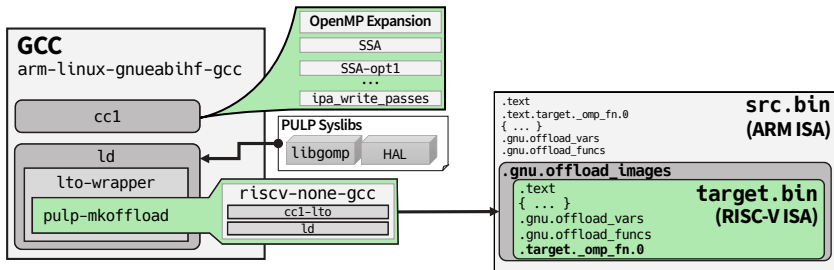 GCC
arm-linux-gnueabihf-gcc
cc1
OpenMP Expansion
SSA
SSA-opt1
...
ipa_write_passes
PULP Syslibs
libgomp
HAL
ld
lto-wrapper
pulp-mkoffload
riscv-none-gcc
cc1-lto
ld
.text
.text.target._omp_fn.0
{ ... }
.gnu.offload_vars
.gnu.offload_funcs
src.bin
(ARM ISA)
.gnu.offload_images
.text
{ ... }
.gnu.offload_vars
.gnu.offload_funcs
.target._omp_fn.0
target.bin
(RISC-V ISA)